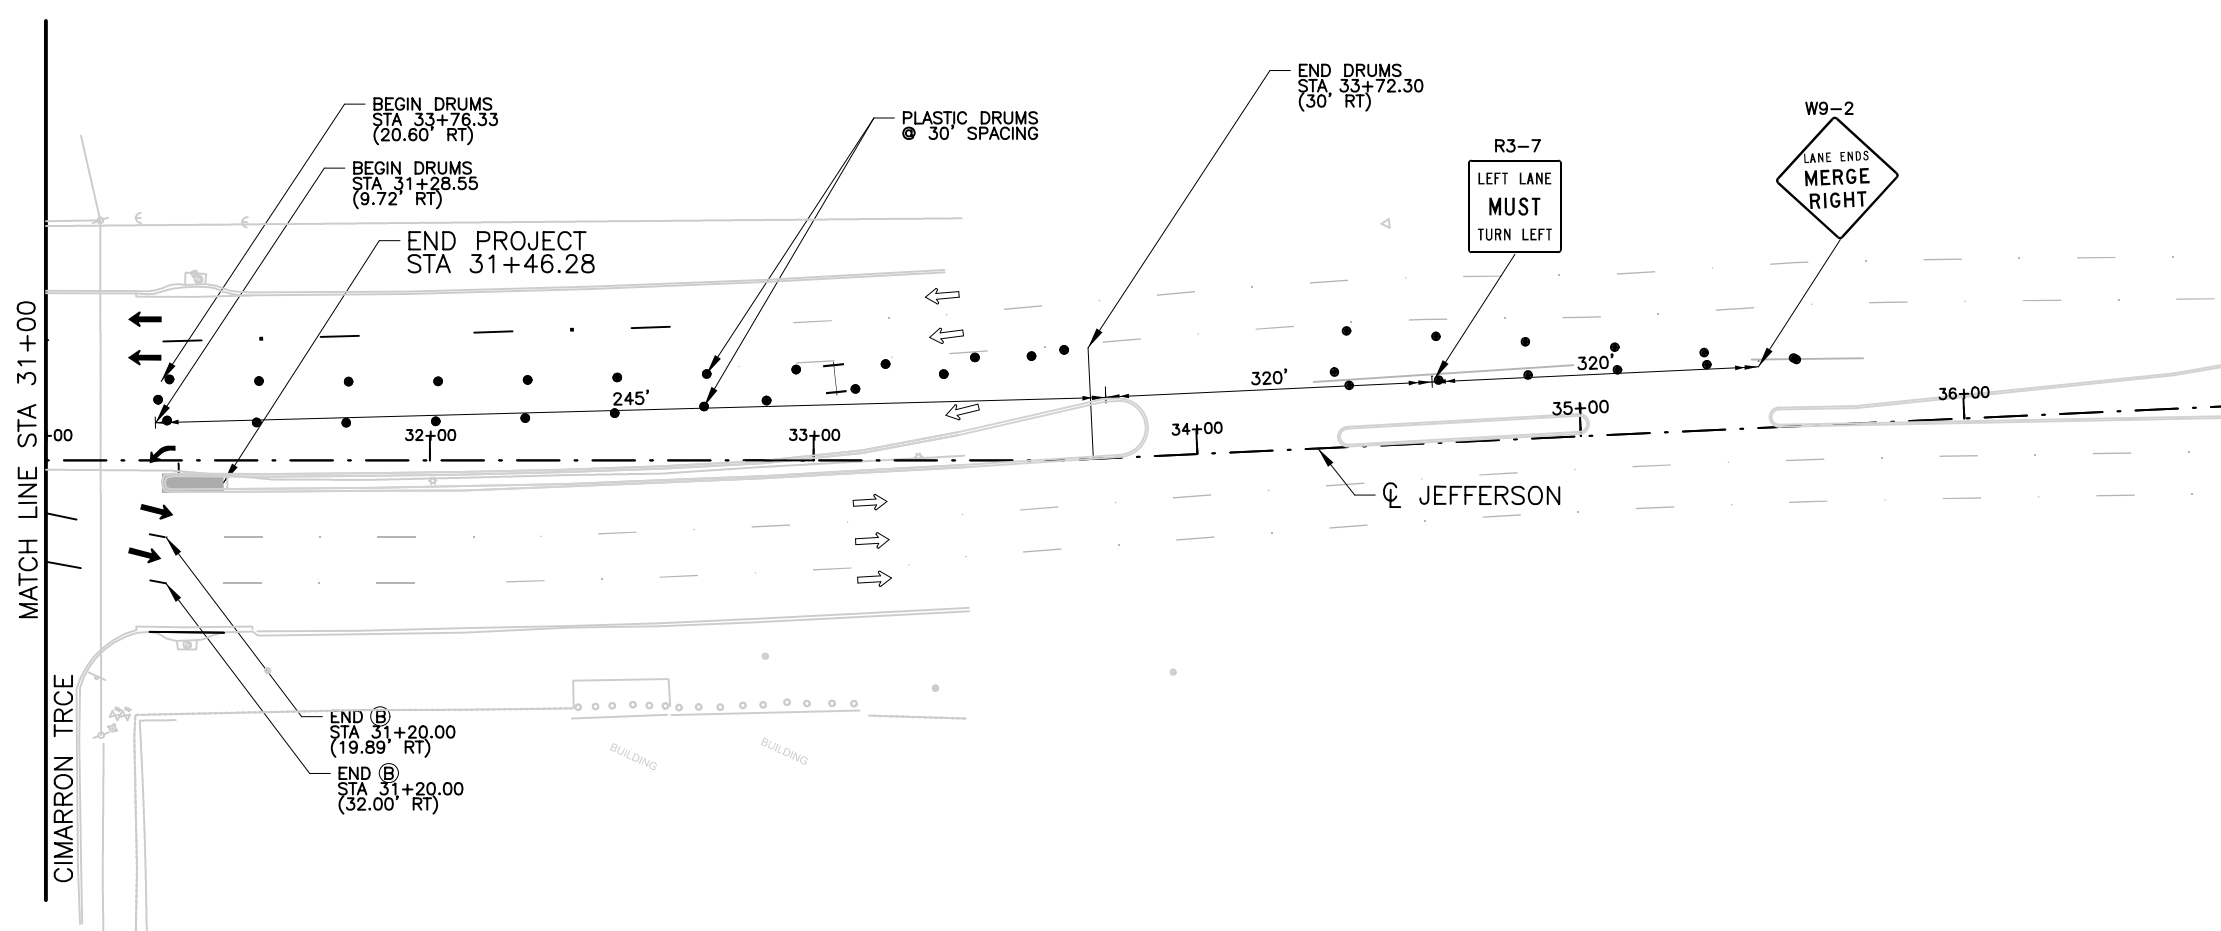 BEGIN DRUMS
STA 33+76.33
(20.60' RT)
BEGIN DRUMS
STA 31+28.55
(9.72' RT)
END PROJECT
STA 31+46.28
PLASTIC DRUMS
@ 30' SPACING
END DRUMS
STA 33+72.30
(30' RT)
R3-7
LEFT LANE
MUST
TURN LEFT
W9-2
LANE ENDS
MERGE
RIGHT
MATCH LINE STA 31+00
245'
320'
320'
+00
32+00
33+00
34+00
35+00
36+00
℄ JEFFERSON
END Ⓑ
STA 31+20.00
(19.89' RT)
END Ⓑ
STA 31+20.00
(32.00' RT)
BUILDING
BUILDING
CIMARRON TRCE